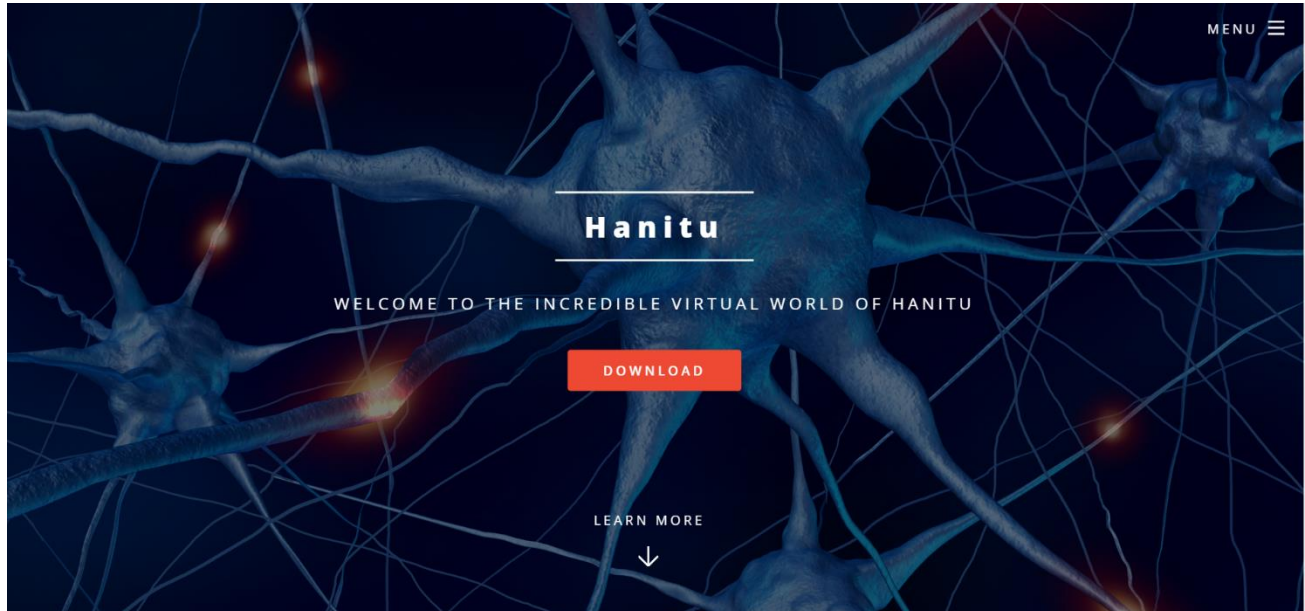 MENU
Hanitu
WELCOME TO THE INCREDIBLE VIRTUAL WORLD OF HANITU
DOWNLOAD
LEARN MORE